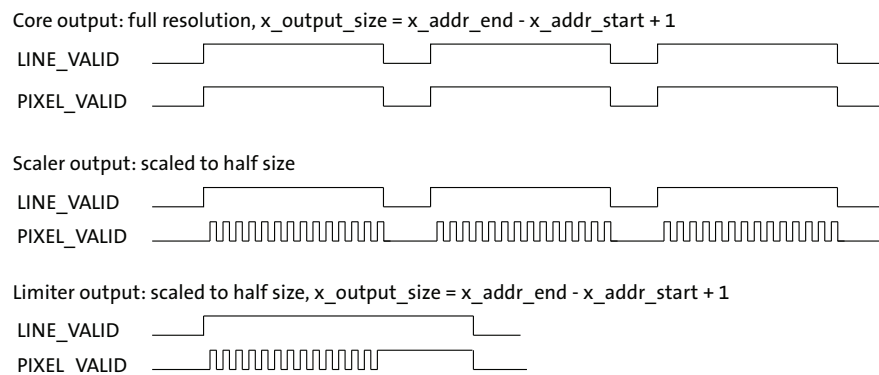 Core output: full resolution, x_output_size = x_addr_end - x_addr_start + 1
LINE_VALID
PIXEL_VALID
Scaler output: scaled to half size
LINE_VALID
PIXEL_VALID
Limiter output: scaled to half size, x_output_size = x_addr_end - x_addr_start + 1
LINE_VALID
PIXEL_VALID